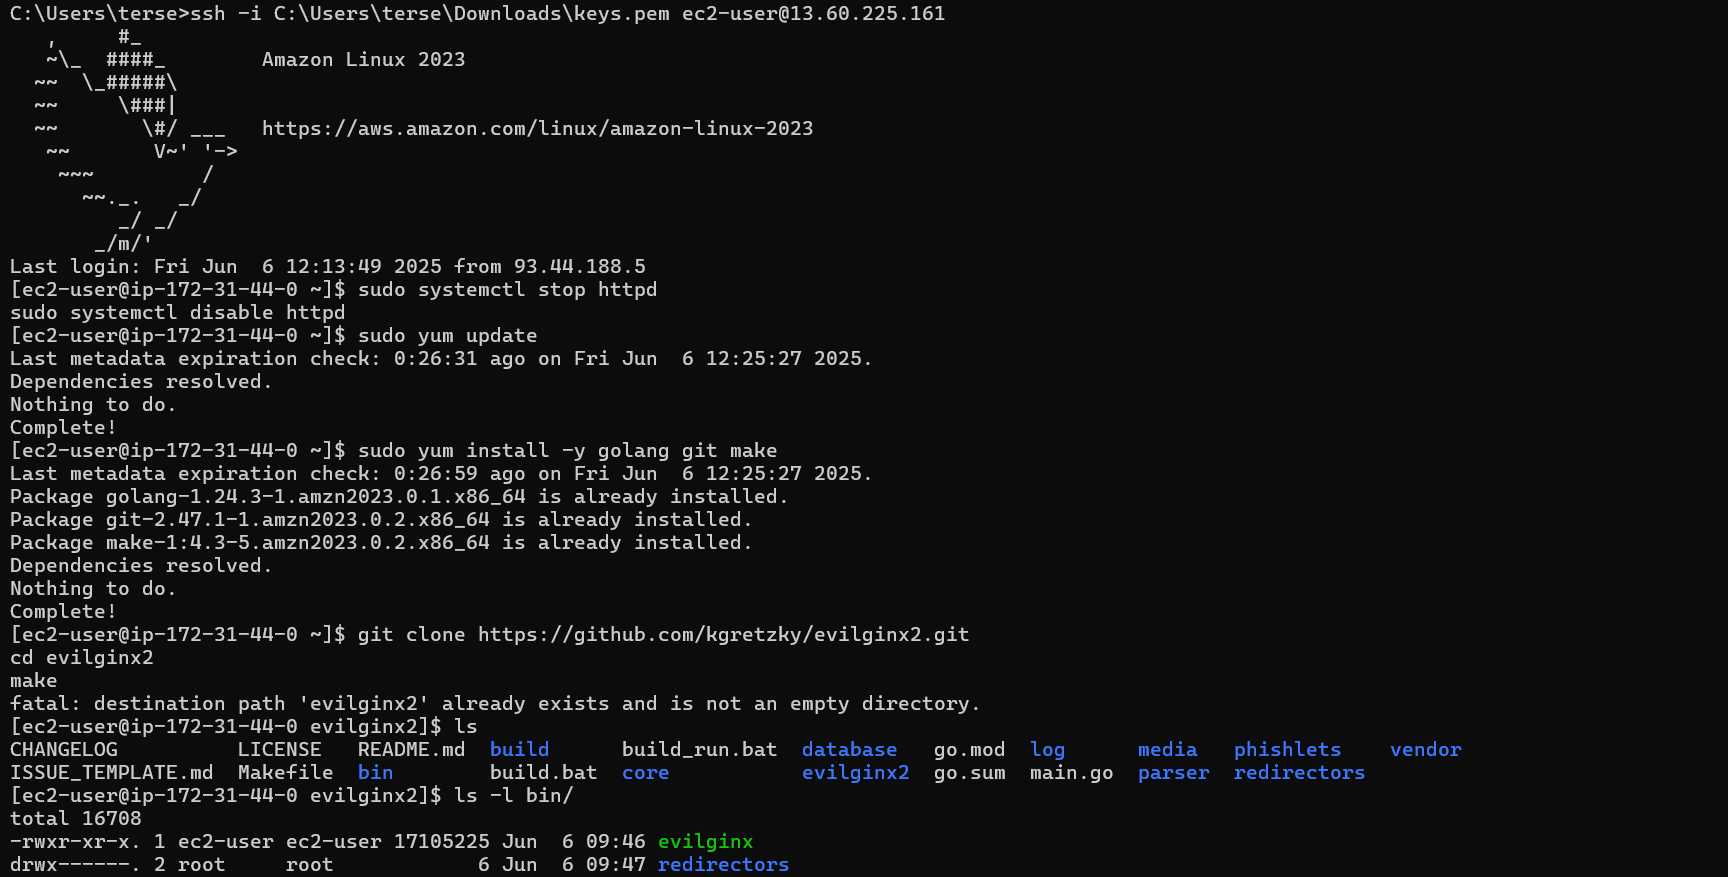 C:\Users\terse>ssh -i C:\Users\terse\Downloads\keys.pem ec2-user@13.60.225.161
   ,     #_
   ~\_  ####_        Amazon Linux 2023
  ~~  \_#####\
  ~~     \###|
  ~~       \#/ ___   https://aws.amazon.com/linux/amazon-linux-2023
   ~~       V~' '->
    ~~~         /
      ~~._.   _/
         _/ _/
       _/m/'
Last login: Fri Jun  6 12:13:49 2025 from 93.44.188.5
[ec2-user@ip-172-31-44-0 ~]$ sudo systemctl stop httpd
sudo systemctl disable httpd
[ec2-user@ip-172-31-44-0 ~]$ sudo yum update
Last metadata expiration check: 0:26:31 ago on Fri Jun  6 12:25:27 2025.
Dependencies resolved.
Nothing to do.
Complete!
[ec2-user@ip-172-31-44-0 ~]$ sudo yum install -y golang git make
Last metadata expiration check: 0:26:59 ago on Fri Jun  6 12:25:27 2025.
Package golang-1.24.3-1.amzn2023.0.1.x86_64 is already installed.
Package git-2.47.1-1.amzn2023.0.2.x86_64 is already installed.
Package make-1:4.3-5.amzn2023.0.2.x86_64 is already installed.
Dependencies resolved.
Nothing to do.
Complete!
[ec2-user@ip-172-31-44-0 ~]$ git clone https://github.com/kgretzky/evilginx2.git
cd evilginx2
make
fatal: destination path 'evilginx2' already exists and is not an empty directory.
[ec2-user@ip-172-31-44-0 evilginx2]$ ls
CHANGELOG          LICENSE   README.md  build      build_run.bat  database   go.mod  log      media   phishlets    vendor
ISSUE_TEMPLATE.md  Makefile  bin        build.bat  core           evilginx2  go.sum  main.go  parser  redirectors
[ec2-user@ip-172-31-44-0 evilginx2]$ ls -l bin/
total 16708
-rwxr-xr-x. 1 ec2-user ec2-user 17105225 Jun  6 09:46 evilginx
drwx------. 2 root     root            6 Jun  6 09:47 redirectors